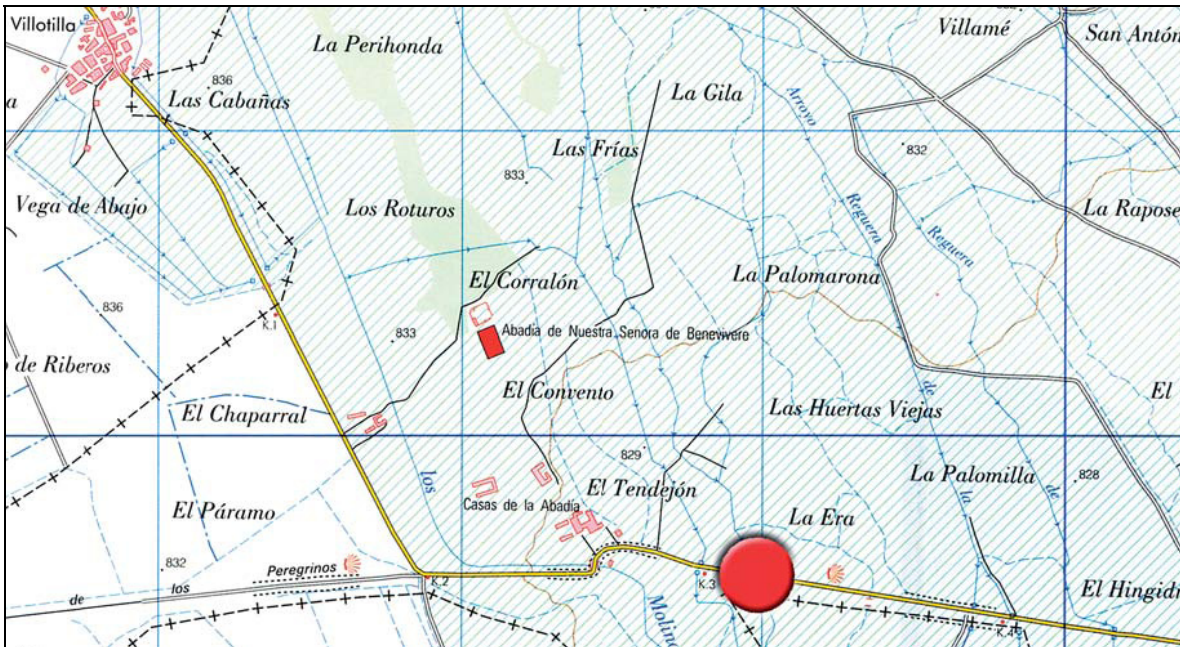 Villotilla
La Perihonda
Villamé
San Antón
836
La Gila
a
Las Cabañas
Arroyo
Las Frías
832
833
Vega de Abajo
Los Roturos
Reguera
La Rapose
Reguera
La Palomarona
El Corralón
836
K.1
833
Abadía de Nuestra Senora de Benevivere
o de Riberos
El Convento
de
El
El Chaparral
Las Huertas Viejas
829
La Palomilla
828
los
El Tendejón
la
de
Casas de la Abadía
El Páramo
La Era
832
Peregrinos
de
los
K.2
K.3
El Hingidr
Molino
K.4